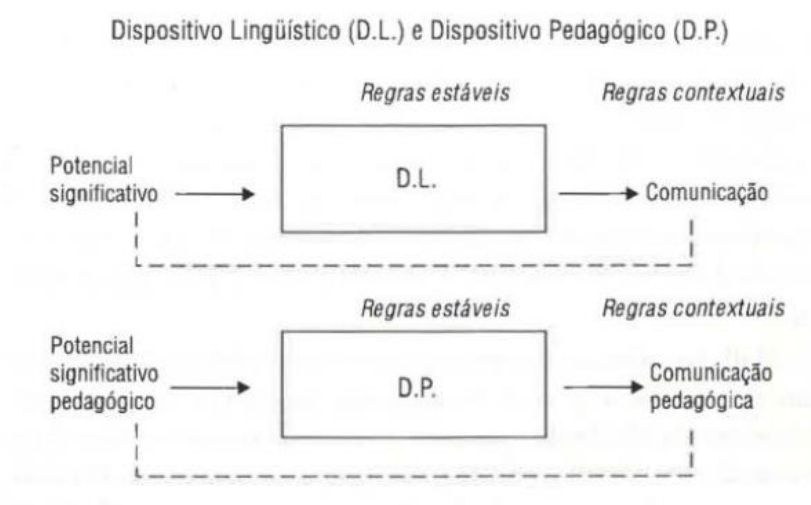 Dispositivo Lingüístico (D.L.) e Dispositivo Pedagógico (D.P.)
Regras estáveis
Regras contextuais
Potencial
significativo
D.L.
Comunicação
Regras estáveis
Regras contextuais
Potencial
significativo
pedagógico
D.P.
Comunicação
pedagógica